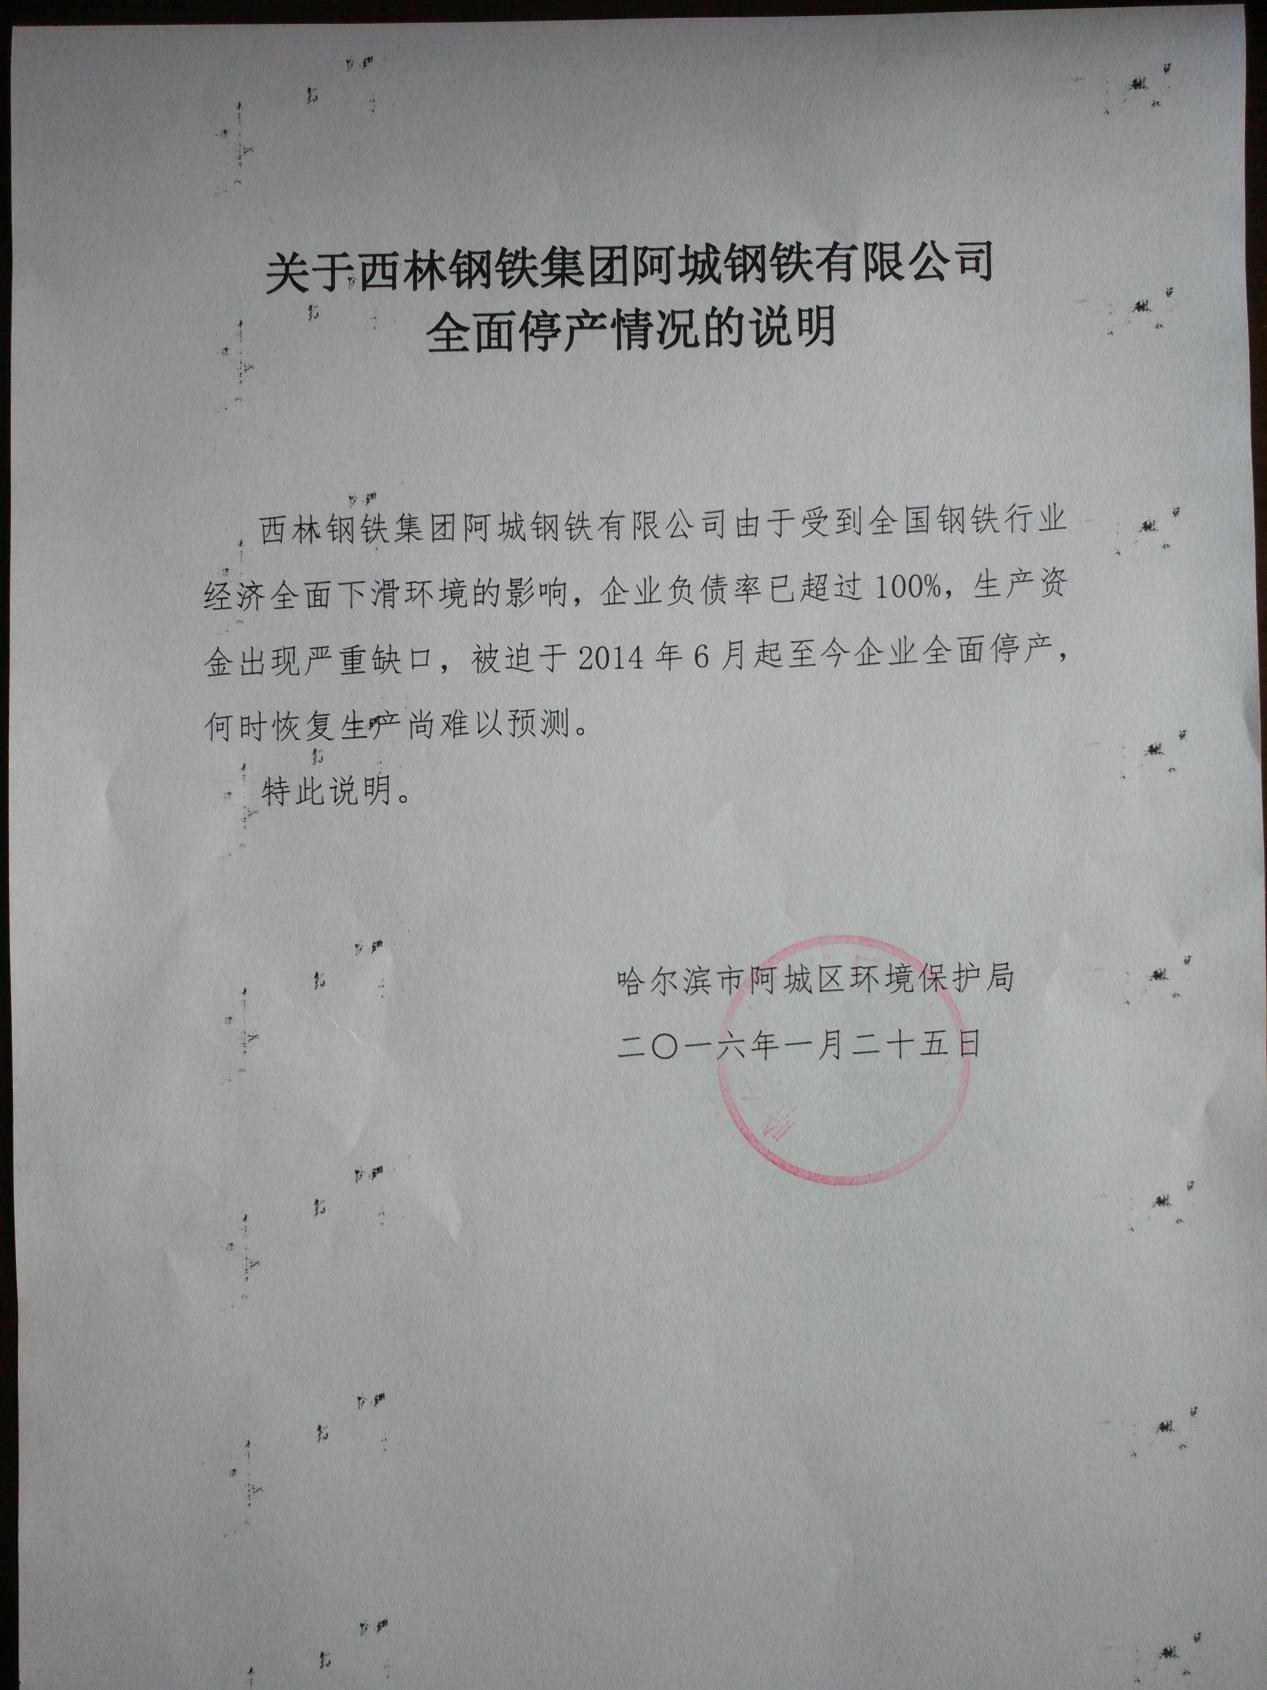 关于西林钢铁集团阿城钢铁有限公司
全面停产情况的说明
西林钢铁集团阿城钢铁有限公司由于受到全国钢铁行业
经济全面下滑环境的影响，企业负债率已超过100%，生产资
金出现严重缺口，被迫于2014年6月起至今企业全面停产，
何时恢复生产尚难以预测。
特此说明。
哈尔滨市阿城区环境保护局
二〇一六年一月二十五日